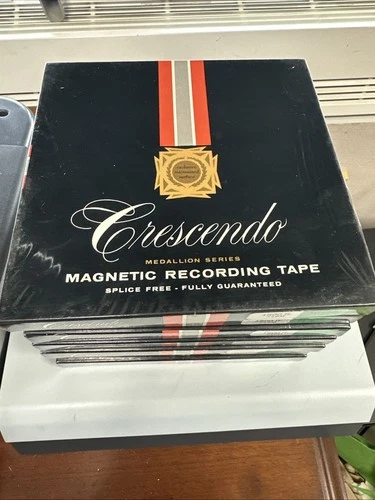 Crescendo
MEDALLION SERIES
MAGNETIC RECORDING TAPE
SPLICE FREE - FULLY GUARANTEED